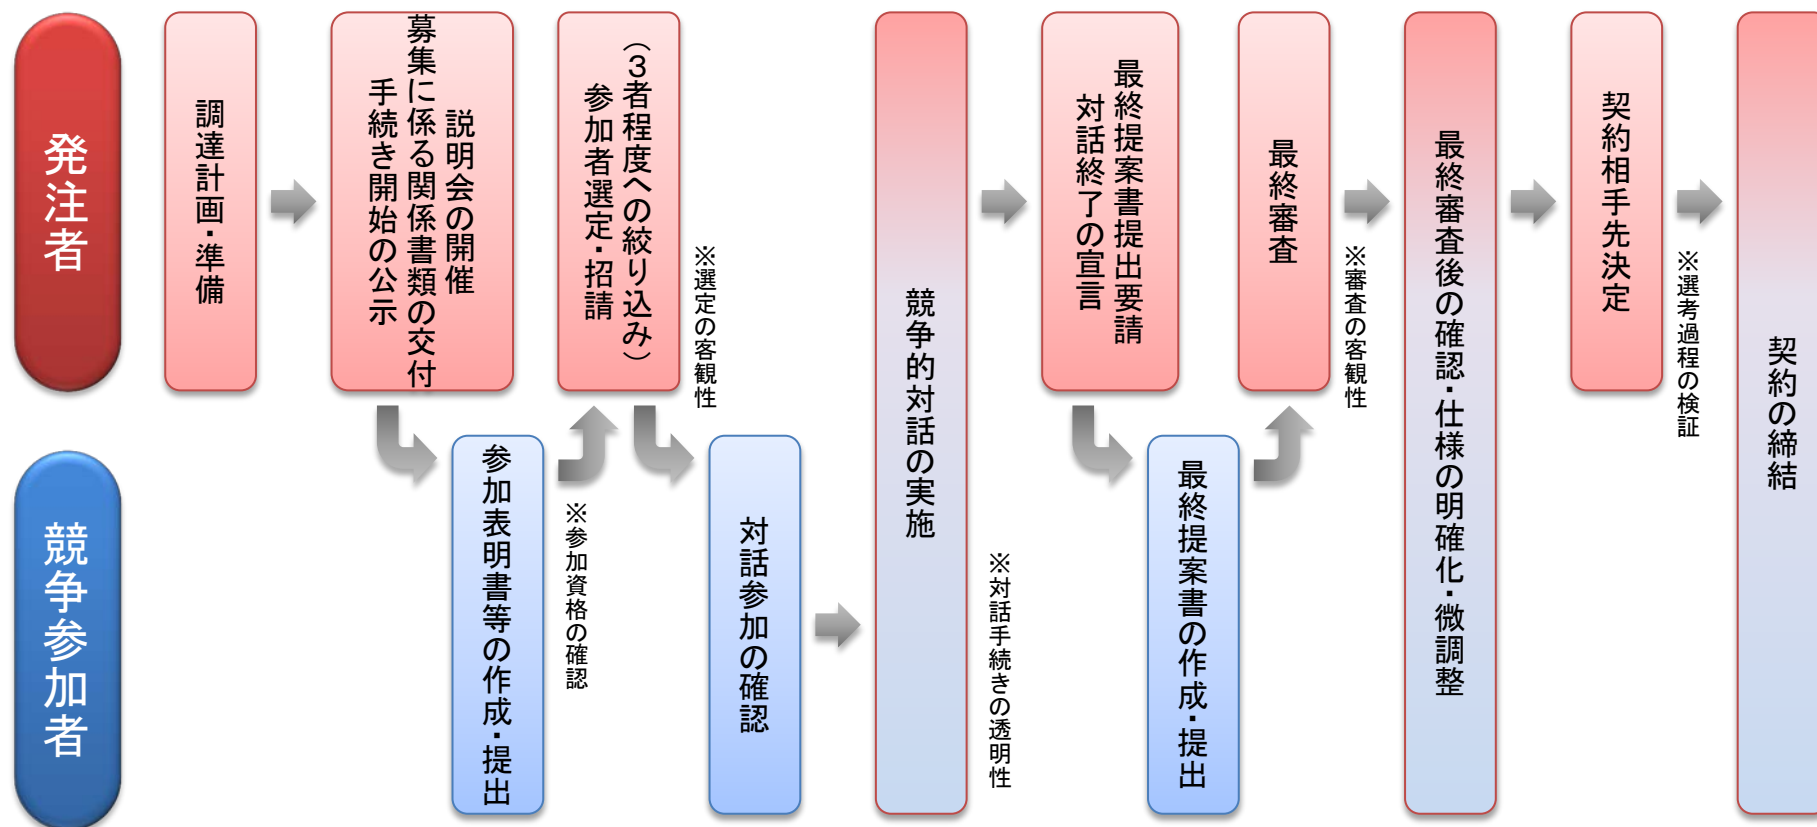 発注者
調達計画・準備
手続き開始の公示
募集に係る関係書類の交付
説明会の開催
参加者選定・招請
（３者程度への絞り込み）
※選定の客観性
競争的対話の実施
対話終了の宣言
最終提案書提出要請
最終審査
※審査の客観性
最終審査後の確認・仕様の明確化・微調整
契約相手先決定
※選考過程の検証
契約の締結
競争参加者
参加表明書等の作成・提出
※参加資格の確認
対話参加の確認
※対話手続きの透明性
最終提案書の作成・提出